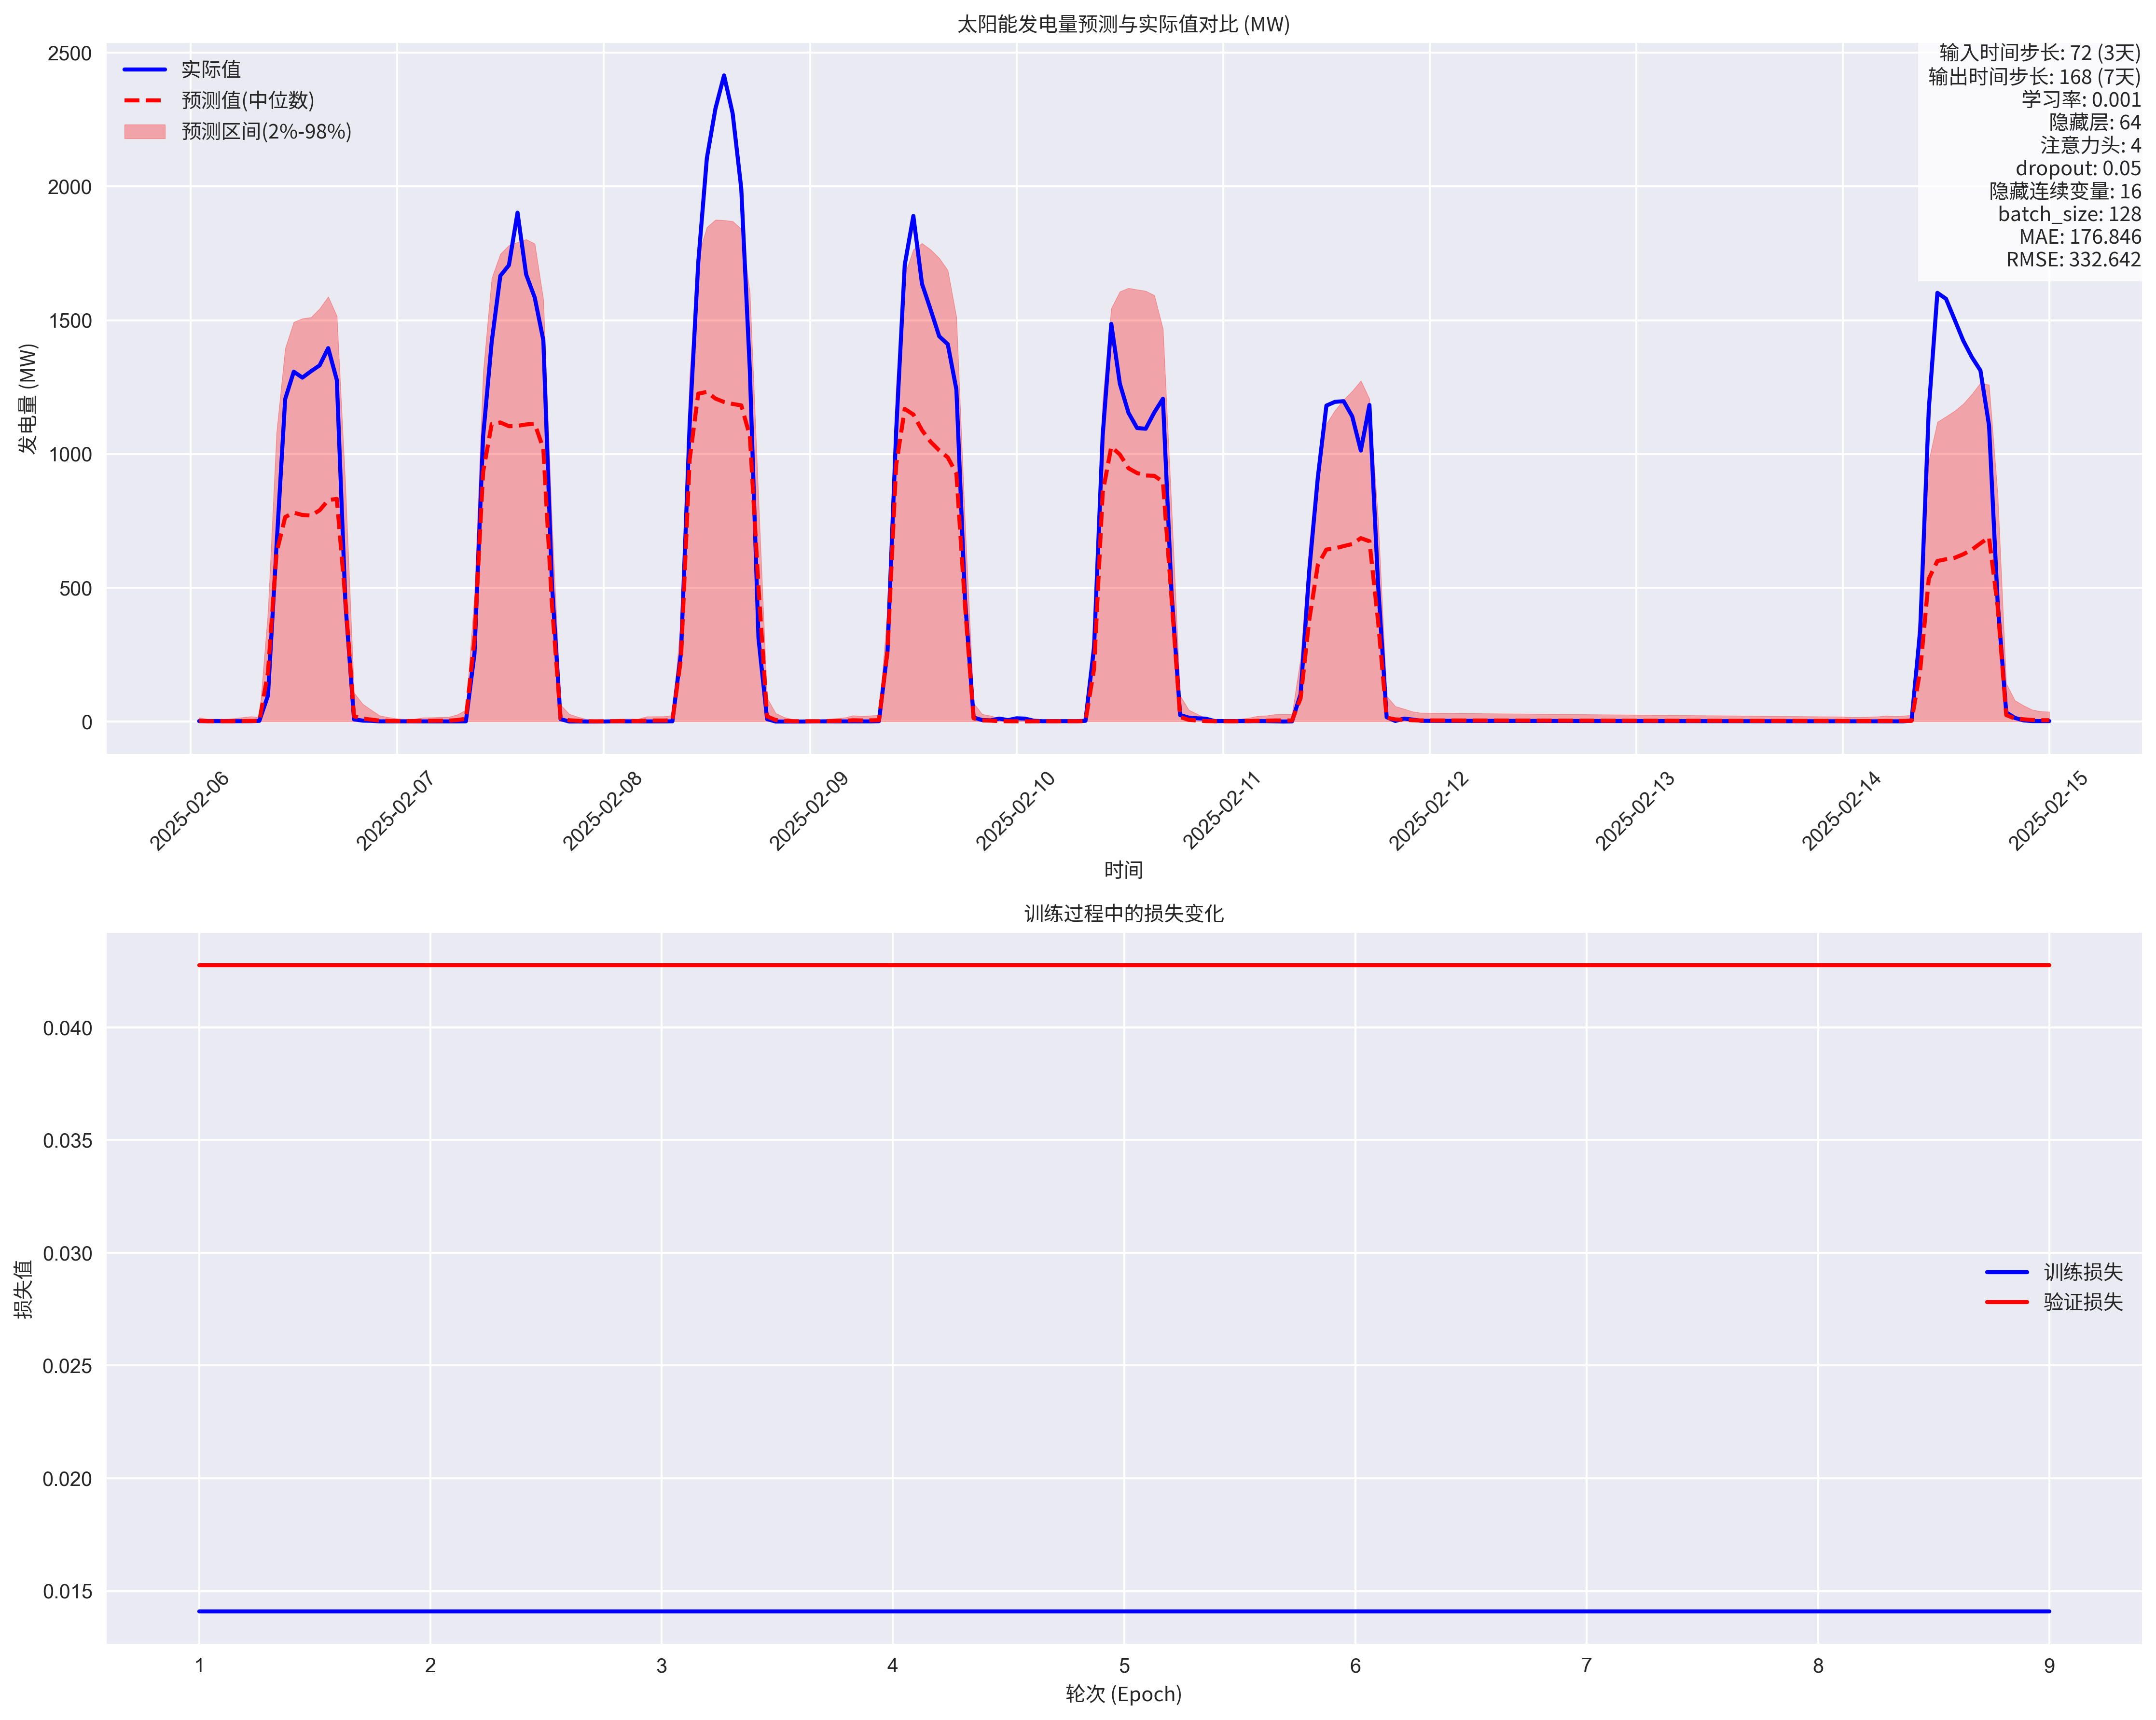 太阳能发电量预测与实际值对比 (MW)
2500
2000
1500
1000
500
0
发电量 (MW)
实际值
预测值(中位数)
预测区间(2%-98%)
输入时间步长: 72 (3天)
输出时间步长: 168 (7天)
学习率: 0.001
隐藏层: 64
注意力头: 4
dropout: 0.05
隐藏连续变量: 16
batch_size: 128
MAE: 176.846
RMSE: 332.642
2025-02-06
2025-02-07
2025-02-08
2025-02-09
2025-02-10
2025-02-11
2025-02-12
2025-02-13
2025-02-14
2025-02-15
时间
训练过程中的损失变化
0.040
0.035
0.030
0.025
0.020
0.015
损失值
训练损失
验证损失
1
2
3
4
5
6
7
8
9
轮次 (Epoch)